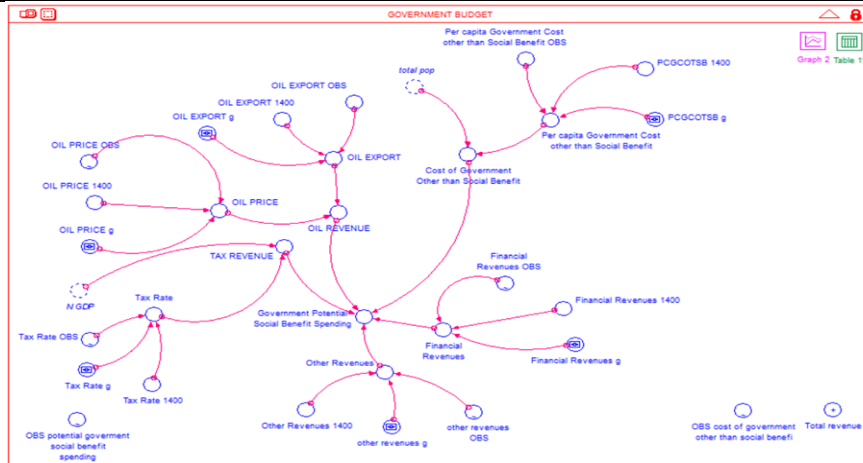 GOVERNMENT BUDGET
Per capita Government Cost
other than Social Benefit OBS
Graph 2
Table 1
total pop
PCGCOTSB 1400
OIL EXPORT OBS
OIL EXPORT 1400
OIL EXPORT g
PCGCOTSB g
Per capita Government Cost
other than Social Benefit
OIL PRICE OBS
OIL EXPORT
Cost of Government
Other than Social Benefit
OIL PRICE 1400
OIL PRICE
OIL PRICE g
OIL REVENUE
TAX REVENUE
Financial
Revenues OBS
N GDP
Tax Rate
Financial Revenues 1400
Government Potential
Social Benefit Spending
Tax Rate OBS
Financial
Revenues
Financial Revenues g
Other Revenues
Tax Rate g
Tax Rate 1400
Other Revenues 1400
other revenues g
other revenues
OBS
OBS potential goverment
social benefit
spending
OBS cost of government
other than social benefi
Total revenue